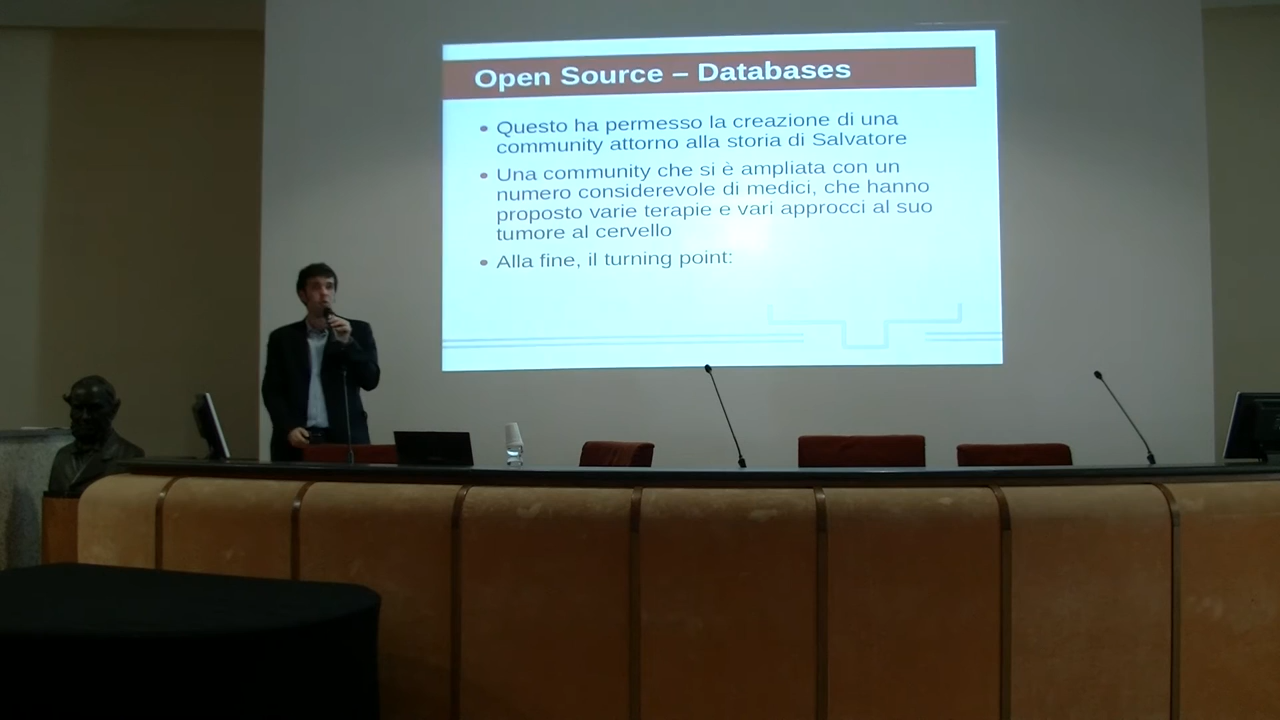 Open Source – Databases
Questo ha permesso la creazione di una
community attorno alla storia di Salvatore
Una community che si è ampliata con un
numero considerevole di medici, che hanno
proposto varie terapie e vari approcci al suo
tumore al cervello
Alla fine, il turning point: